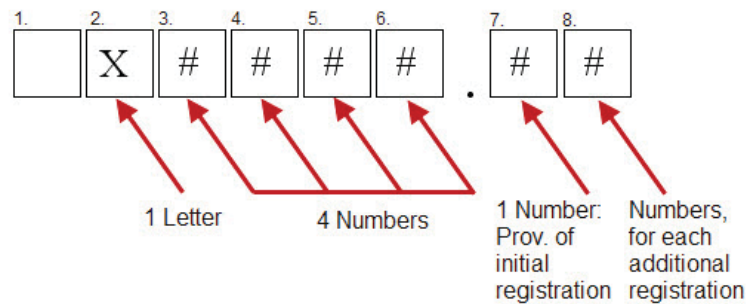 1. 2. 3. 4. 5. 6. 7. 8.
X # # # # . # #
1 Letter
4 Numbers
1 Number:
Prov. of
initial
registration
Numbers,
for each
additional
registration